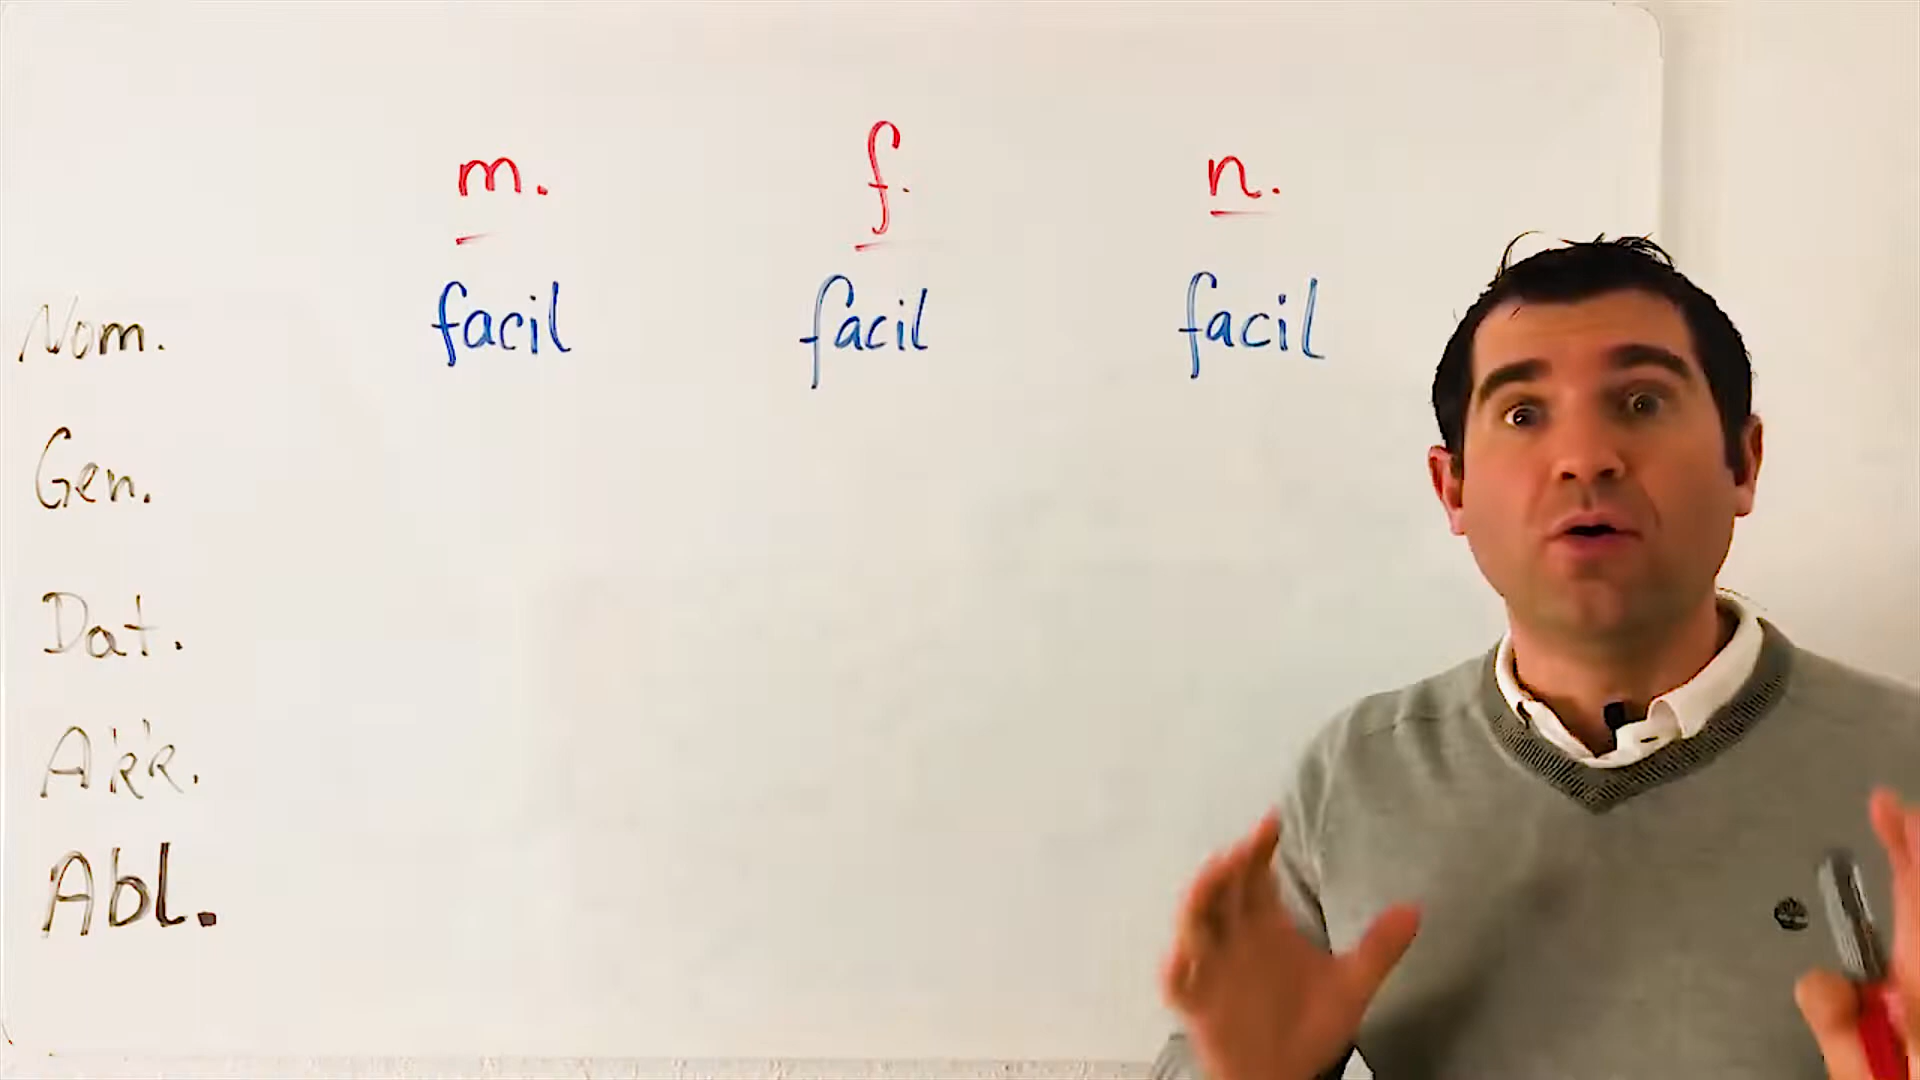 m. f. n.
Nom. facil facil facil
Gen.
Dat.
Akk.
Abl.